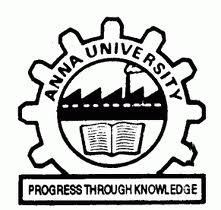 ANNA UNIVERSITY
PROGRESS THROUGH KNOWLEDGE